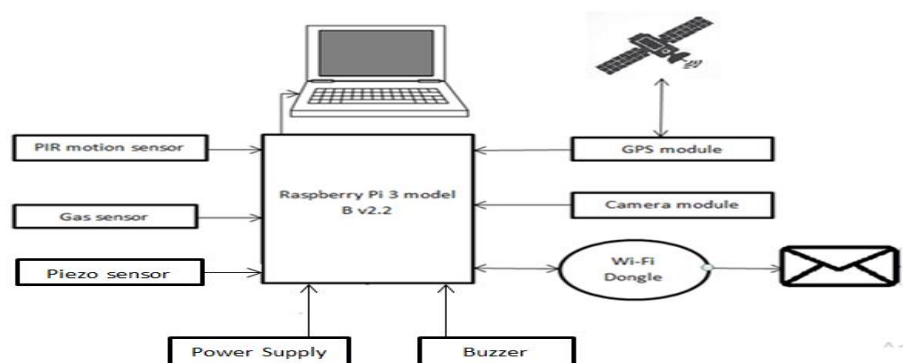 PIR motion sensor
GPS module
Raspberry Pi 3 model
B v2.2
Gas sensor
Camera module
Piezo sensor
Wi-Fi
Dongle
Power Supply
Buzzer